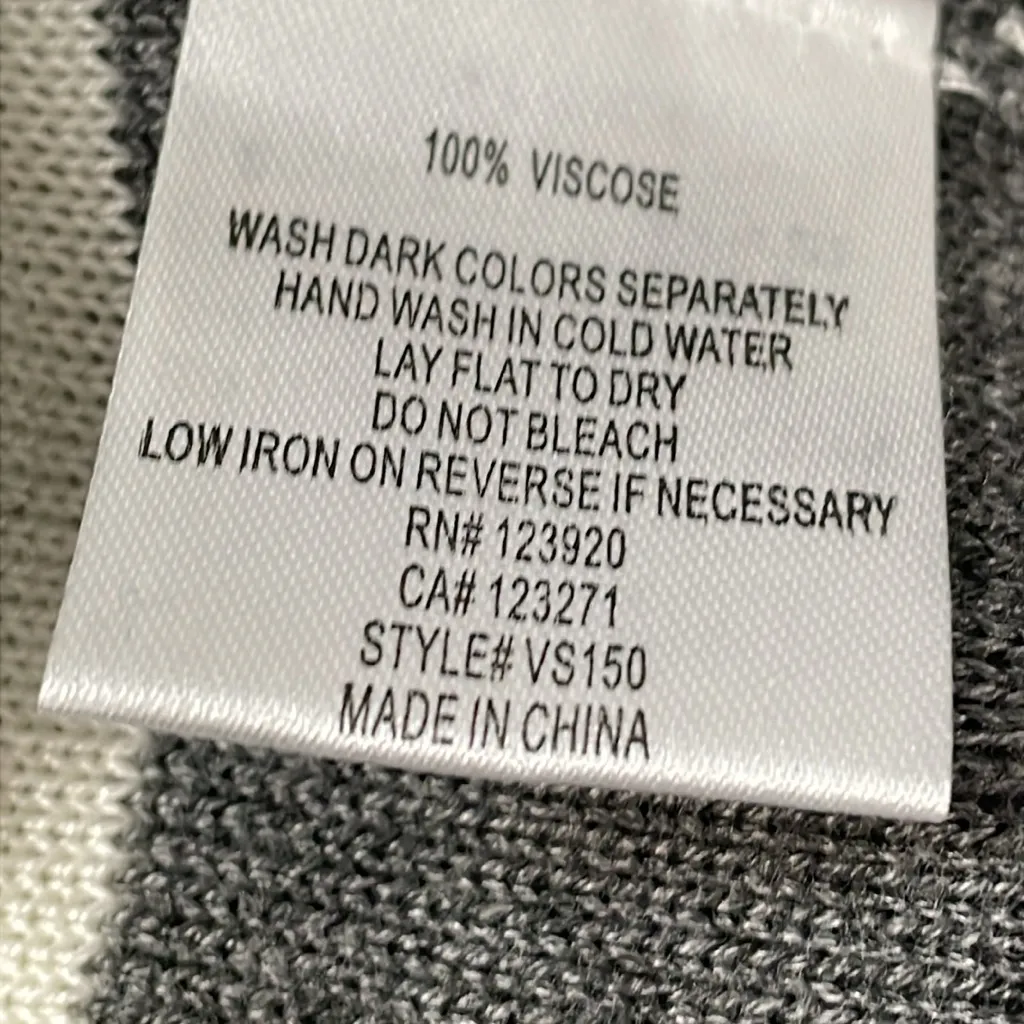 100% VISCOSE
WASH DARK COLORS SEPARATELY
HAND WASH IN COLD WATER
LAY FLAT TO DRY
DO NOT BLEACH
LOW IRON ON REVERSE IF NECESSARY
RN# 123920
CA# 123271
STYLE# VS150
MADE IN CHINA